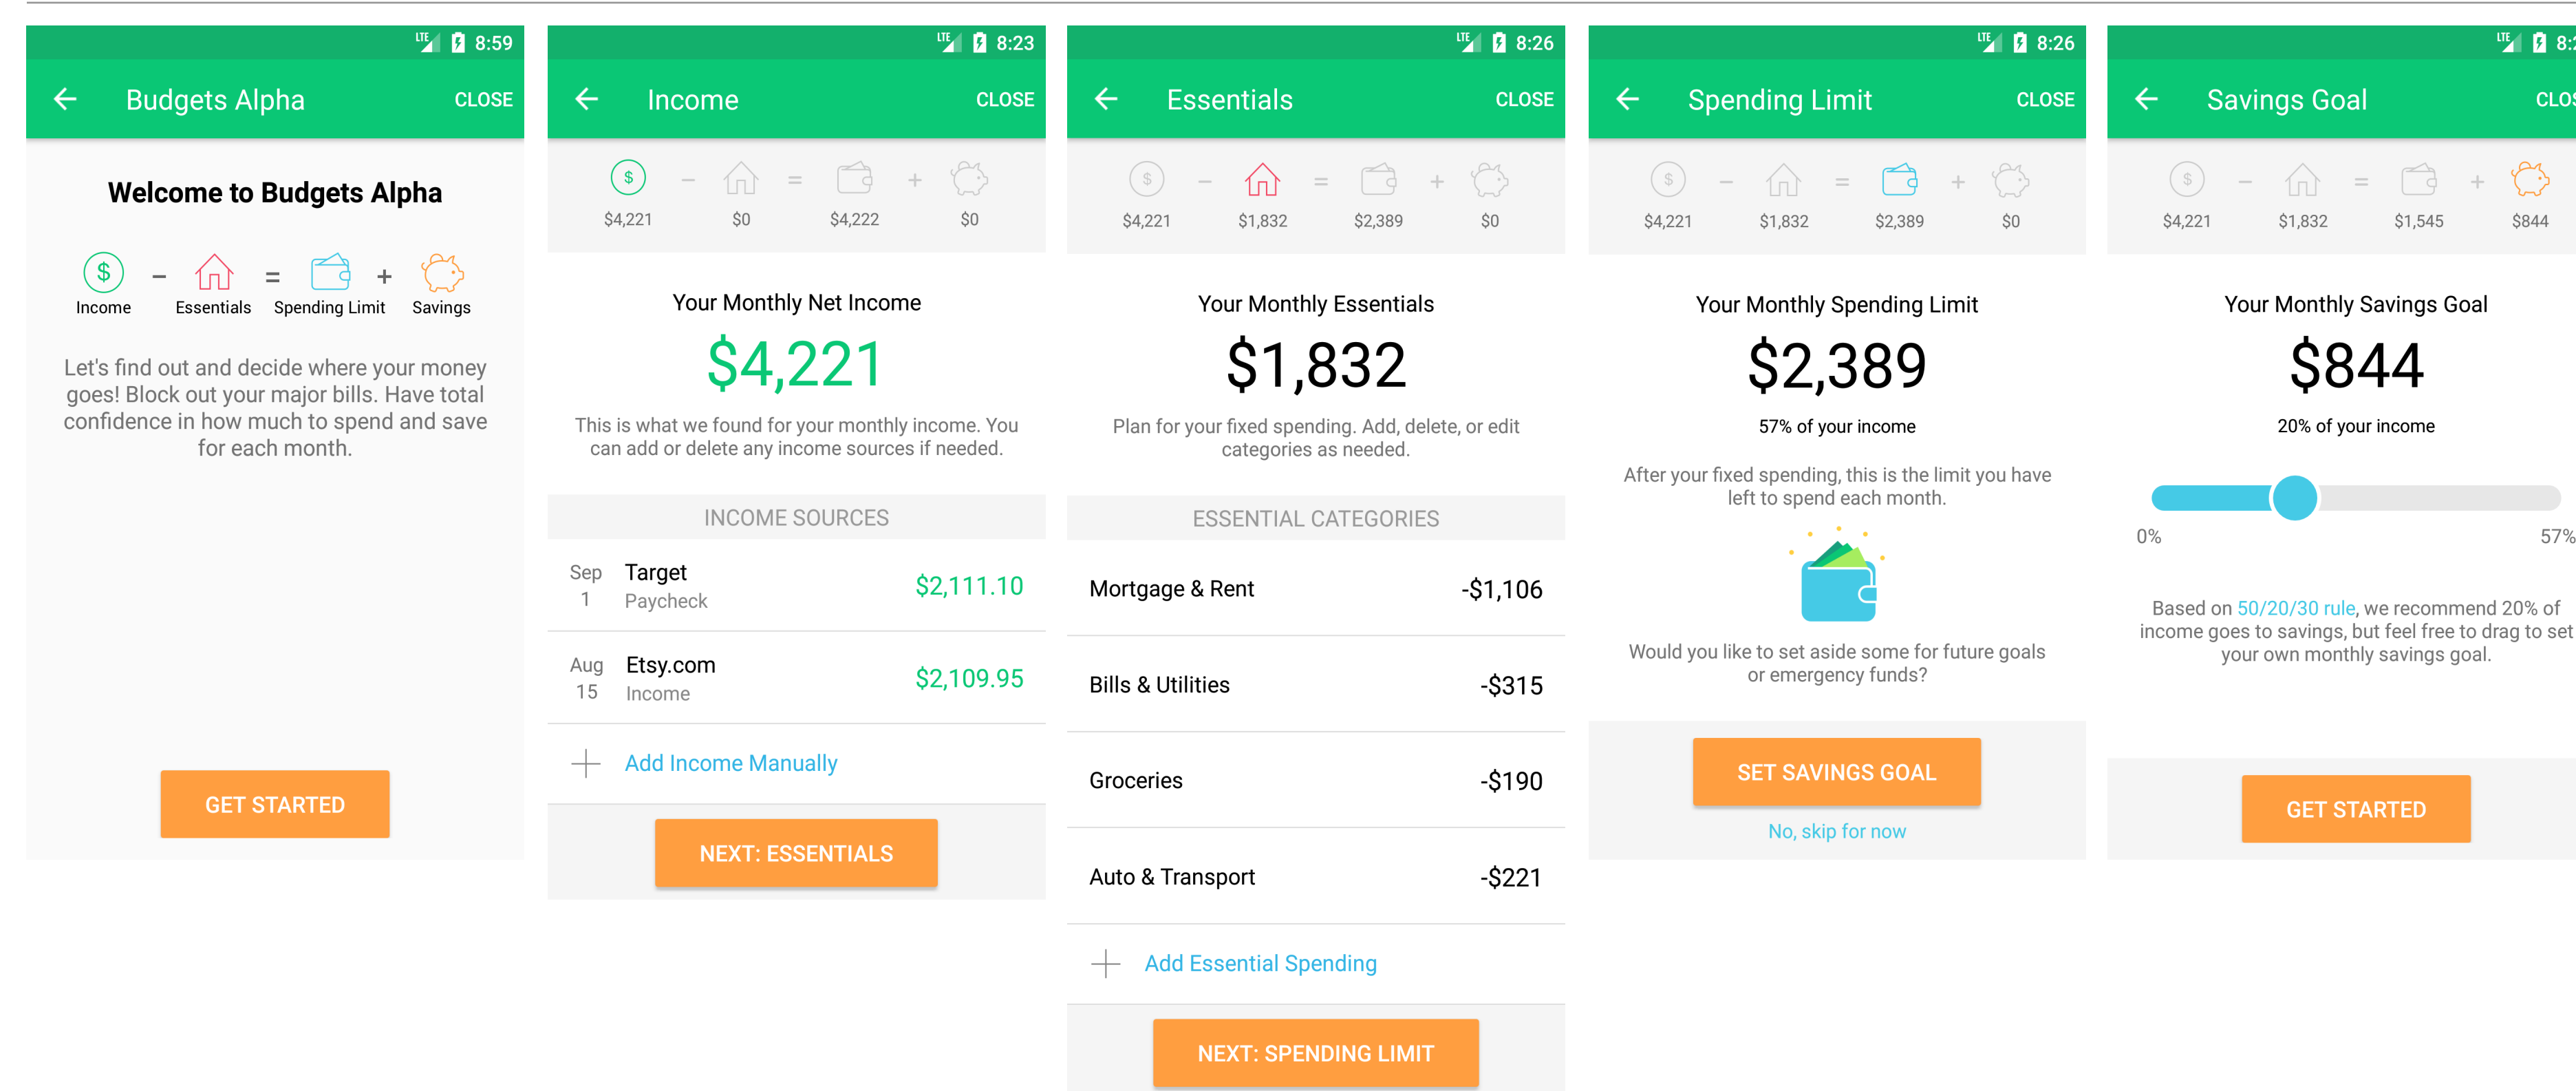 LTE 8:59
Budgets Alpha CLOSE
Welcome to Budgets Alpha
$ − = +
Income Essentials Spending Limit Savings
Let's find out and decide where your money
goes! Block out your major bills. Have total
confidence in how much to spend and save
for each month.
GET STARTED
LTE 8:23
Income CLOSE
$ − = +
$4,221 $0 $4,222 $0
Your Monthly Net Income
$4,221
This is what we found for your monthly income. You
can add or delete any income sources if needed.
INCOME SOURCES
Sep Target $2,111.10
1 Paycheck
Aug Etsy.com $2,109.95
15 Income
Add Income Manually
NEXT: ESSENTIALS
LTE 8:26
Essentials CLOSE
$ − = +
$4,221 $1,832 $2,389 $0
Your Monthly Essentials
$1,832
Plan for your fixed spending. Add, delete, or edit
categories as needed.
ESSENTIAL CATEGORIES
Mortgage & Rent -$1,106
Bills & Utilities -$315
Groceries -$190
Auto & Transport -$221
Add Essential Spending
NEXT: SPENDING LIMIT
LTE 8:26
Spending Limit CLOSE
$ − = +
$4,221 $1,832 $2,389 $0
Your Monthly Spending Limit
$2,389
57% of your income
After your fixed spending, this is the limit you have
left to spend each month.
Would you like to set aside some for future goals
or emergency funds?
SET SAVINGS GOAL
No, skip for now
LTE
Savings Goal
$ − = +
$4,221 $1,832 $1,545 $844
Your Monthly Savings Goal
$844
20% of your income
0% 57%
Based on 50/20/30 rule, we recommend 20% of
income goes to savings, but feel free to drag to set
your own monthly savings goal.
GET STARTED